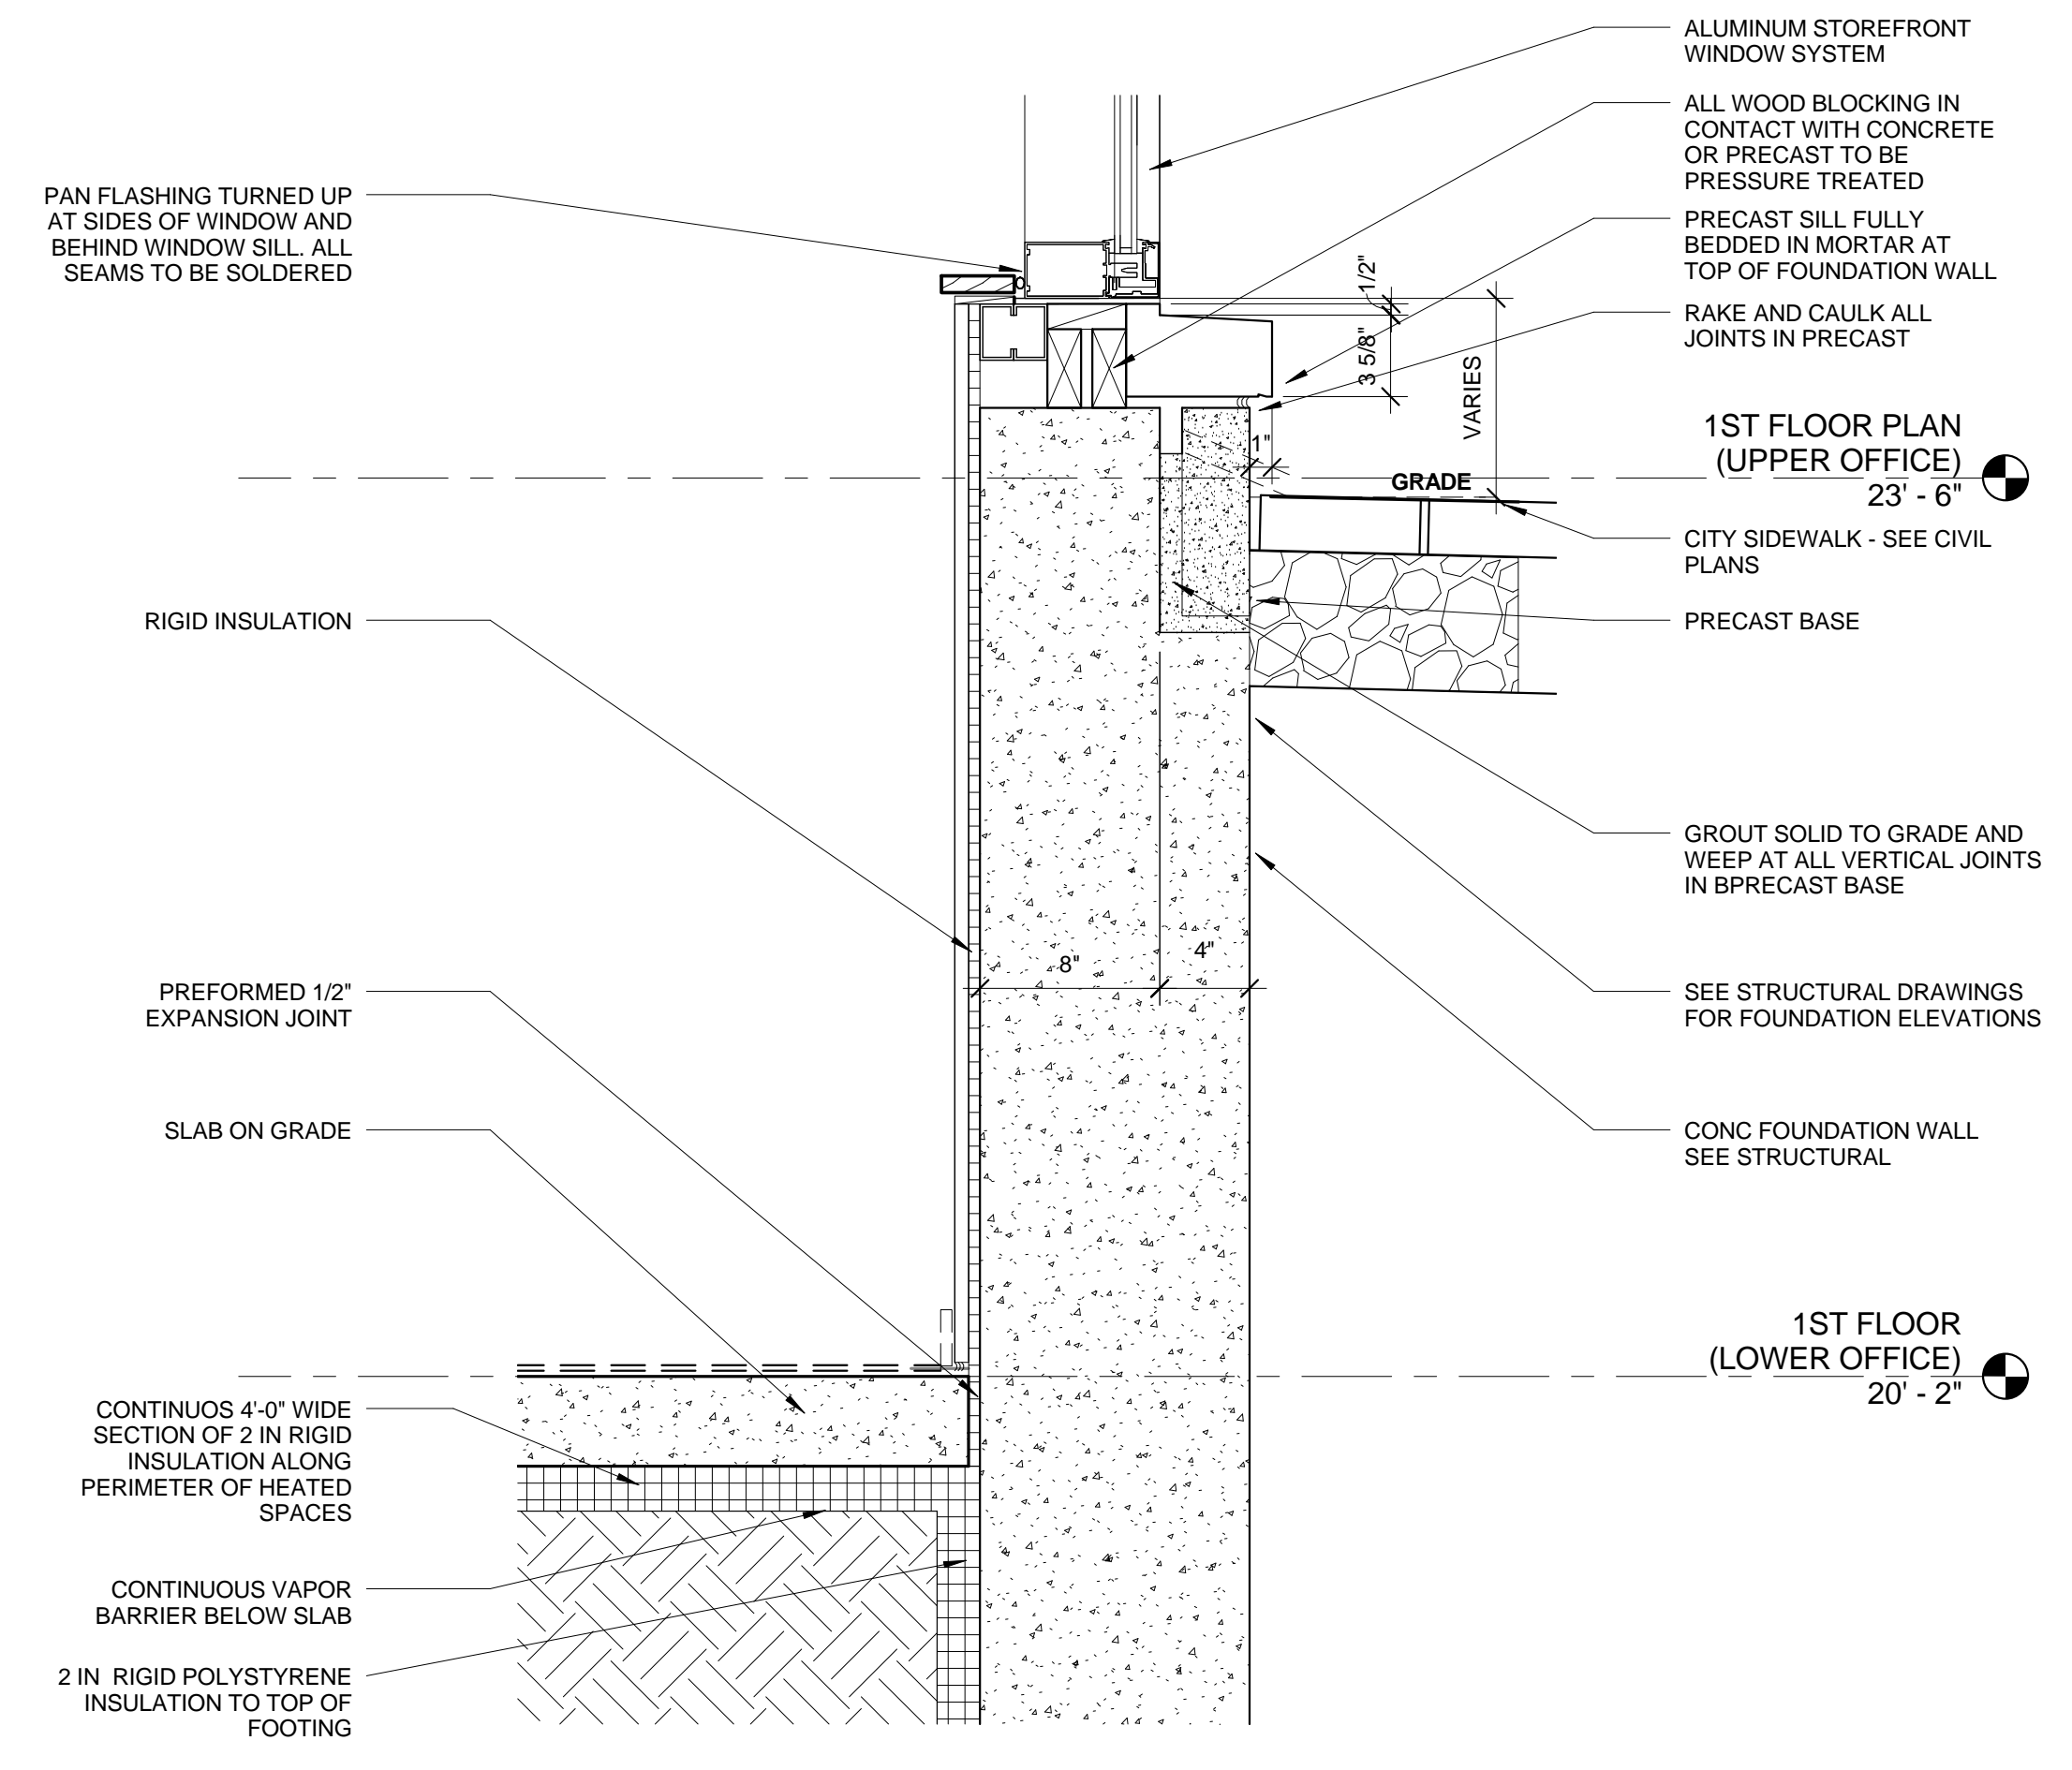 ALUMINUM STOREFRONT
WINDOW SYSTEM
ALL WOOD BLOCKING IN
CONTACT WITH CONCRETE
OR PRECAST TO BE
PRESSURE TREATED
PRECAST SILL FULLY
BEDDED IN MORTAR AT
TOP OF FOUNDATION WALL
RAKE AND CAULK ALL
JOINTS IN PRECAST
1ST FLOOR PLAN
(UPPER OFFICE)
23' - 6"
CITY SIDEWALK - SEE CIVIL
PLANS
PRECAST BASE
GROUT SOLID TO GRADE AND
WEEP AT ALL VERTICAL JOINTS
IN BPRECAST BASE
SEE STRUCTURAL DRAWINGS
FOR FOUNDATION ELEVATIONS
CONC FOUNDATION WALL
SEE STRUCTURAL
1ST FLOOR
(LOWER OFFICE)
20' - 2"
PAN FLASHING TURNED UP
AT SIDES OF WINDOW AND
BEHIND WINDOW SILL. ALL
SEAMS TO BE SOLDERED
RIGID INSULATION
PREFORMED 1/2"
EXPANSION JOINT
SLAB ON GRADE
CONTINUOS 4'-0" WIDE
SECTION OF 2 IN RIGID
INSULATION ALONG
PERIMETER OF HEATED
SPACES
CONTINUOUS VAPOR
BARRIER BELOW SLAB
2 IN  RIGID POLYSTYRENE
INSULATION TO TOP OF
FOOTING
1/2"
3 5/8"
VARIES
1"
GRADE
8"
4"